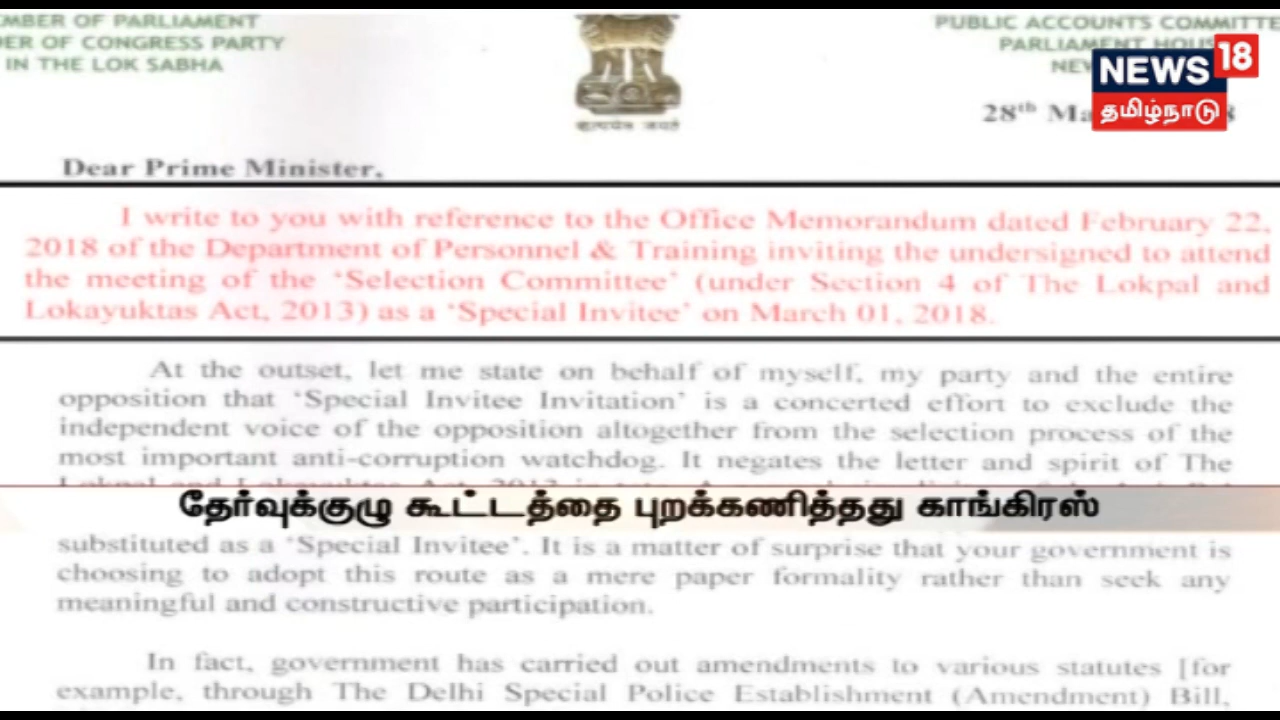 MBER OF PARLIAMENT
ER OF CONGRESS PARTY
IN THE LOK SABHA
सत्यमेव जयते
PUBLIC ACCOUNTS COMMITTE
PARLIAMENT HOU
NEW
NEWS 18
தமிழ்நாடு
28th Ma
Dear Prime Minister,
I write to you with reference to the Office Memorandum dated February 22,
2018 of the Department of Personnel & Training inviting the undersigned to attend
the meeting of the 'Selection Committee' (under Section 4 of The Lokpal and
Lokayuktas Act, 2013) as a 'Special Invitee' on March 01, 2018.
At the outset, let me state on behalf of myself, my party and the entire
opposition that 'Special Invitee Invitation' is a concerted effort to exclude the
independent voice of the opposition altogether from the selection process of the
most important anti-corruption watchdog. It negates the letter and spirit of The
தேர்வுக்குழு கூட்டத்தை புறக்கணித்தது காங்கிரஸ்
substituted as a 'Special Invitee'. It is a matter of surprise that your government is
choosing to adopt this route as a mere paper formality rather than seek any
meaningful and constructive participation.
In fact, government has carried out amendments to various statutes [for
example, through The Delhi Special Police Establishment (Amendment) Bill,